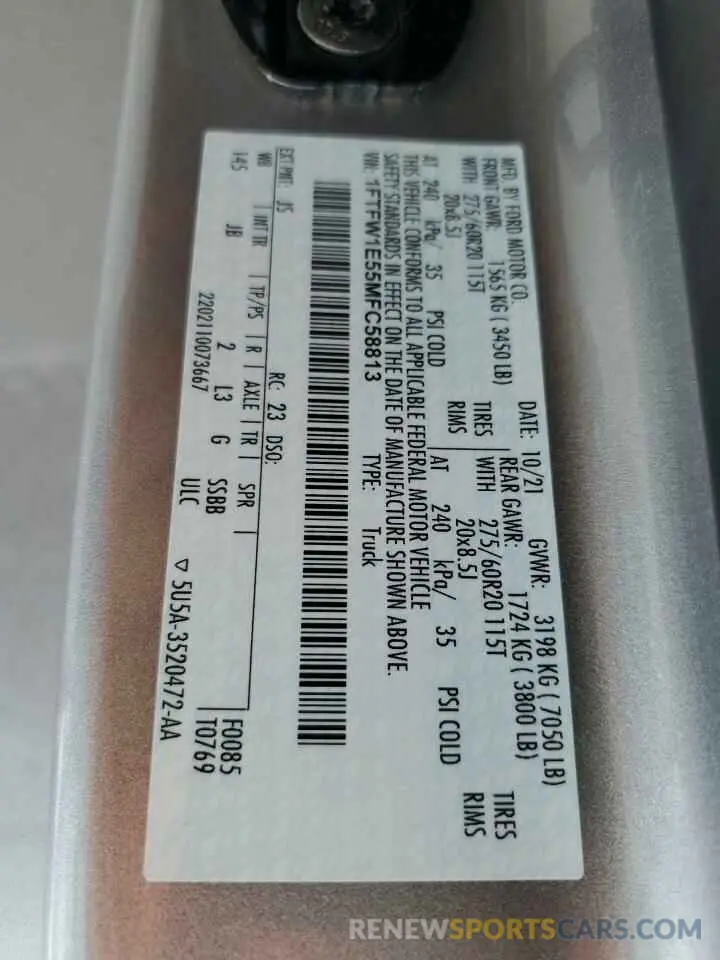 MFD. BY FORD MOTOR CO.
DATE: 10/21 GVWR: 3198 KG ( 7050 LB)
FRONT GAWR: 1565 KG ( 3450 LB) REAR GAWR: 1724 KG ( 3800 LB)
WITH 275/60R20 115T TIRES WITH 275/60R20 115T TIRES
20x8.5J RIMS 20x8.5J RIMS
AT 240 kPa/ 35 PSI COLD AT 240 kPa/ 35 PSI COLD
THIS VEHICLE CONFORMS TO ALL APPLICABLE FEDERAL MOTOR VEHICLE
SAFETY STANDARDS IN EFFECT ON THE DATE OF MANUFACTURE SHOWN ABOVE.
VIN: 1FTFW1E55MFC58813 TYPE: Truck
EXT PNT: JS RC: 23 DSO: F0085
WB | INT TR | TP/PS | R | AXLE | TR | SPR | T0769
145 JB 2 L3 G SSBB
2202110073667 ULC ▽ 5U5A-3520472-AA
RENEWSPORTSCARS.COM